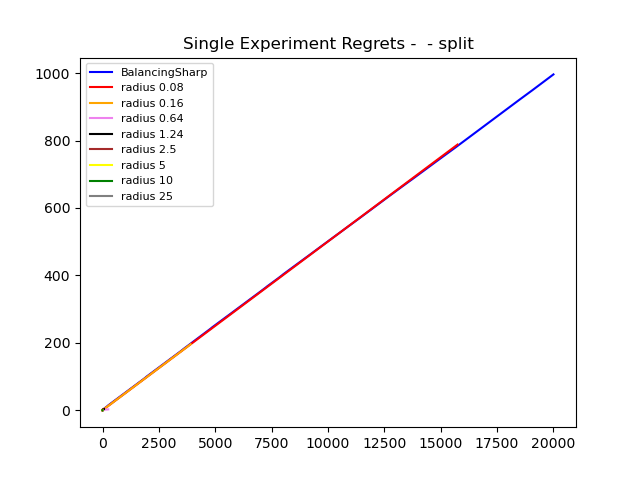 Single Experiment Regrets -  - split
1000
800
600
400
200
0
BalancingSharp
radius 0.08
radius 0.16
radius 0.64
radius 1.24
radius 2.5
radius 5
radius 10
radius 25
0 2500 5000 7500 10000 12500 15000 17500 20000